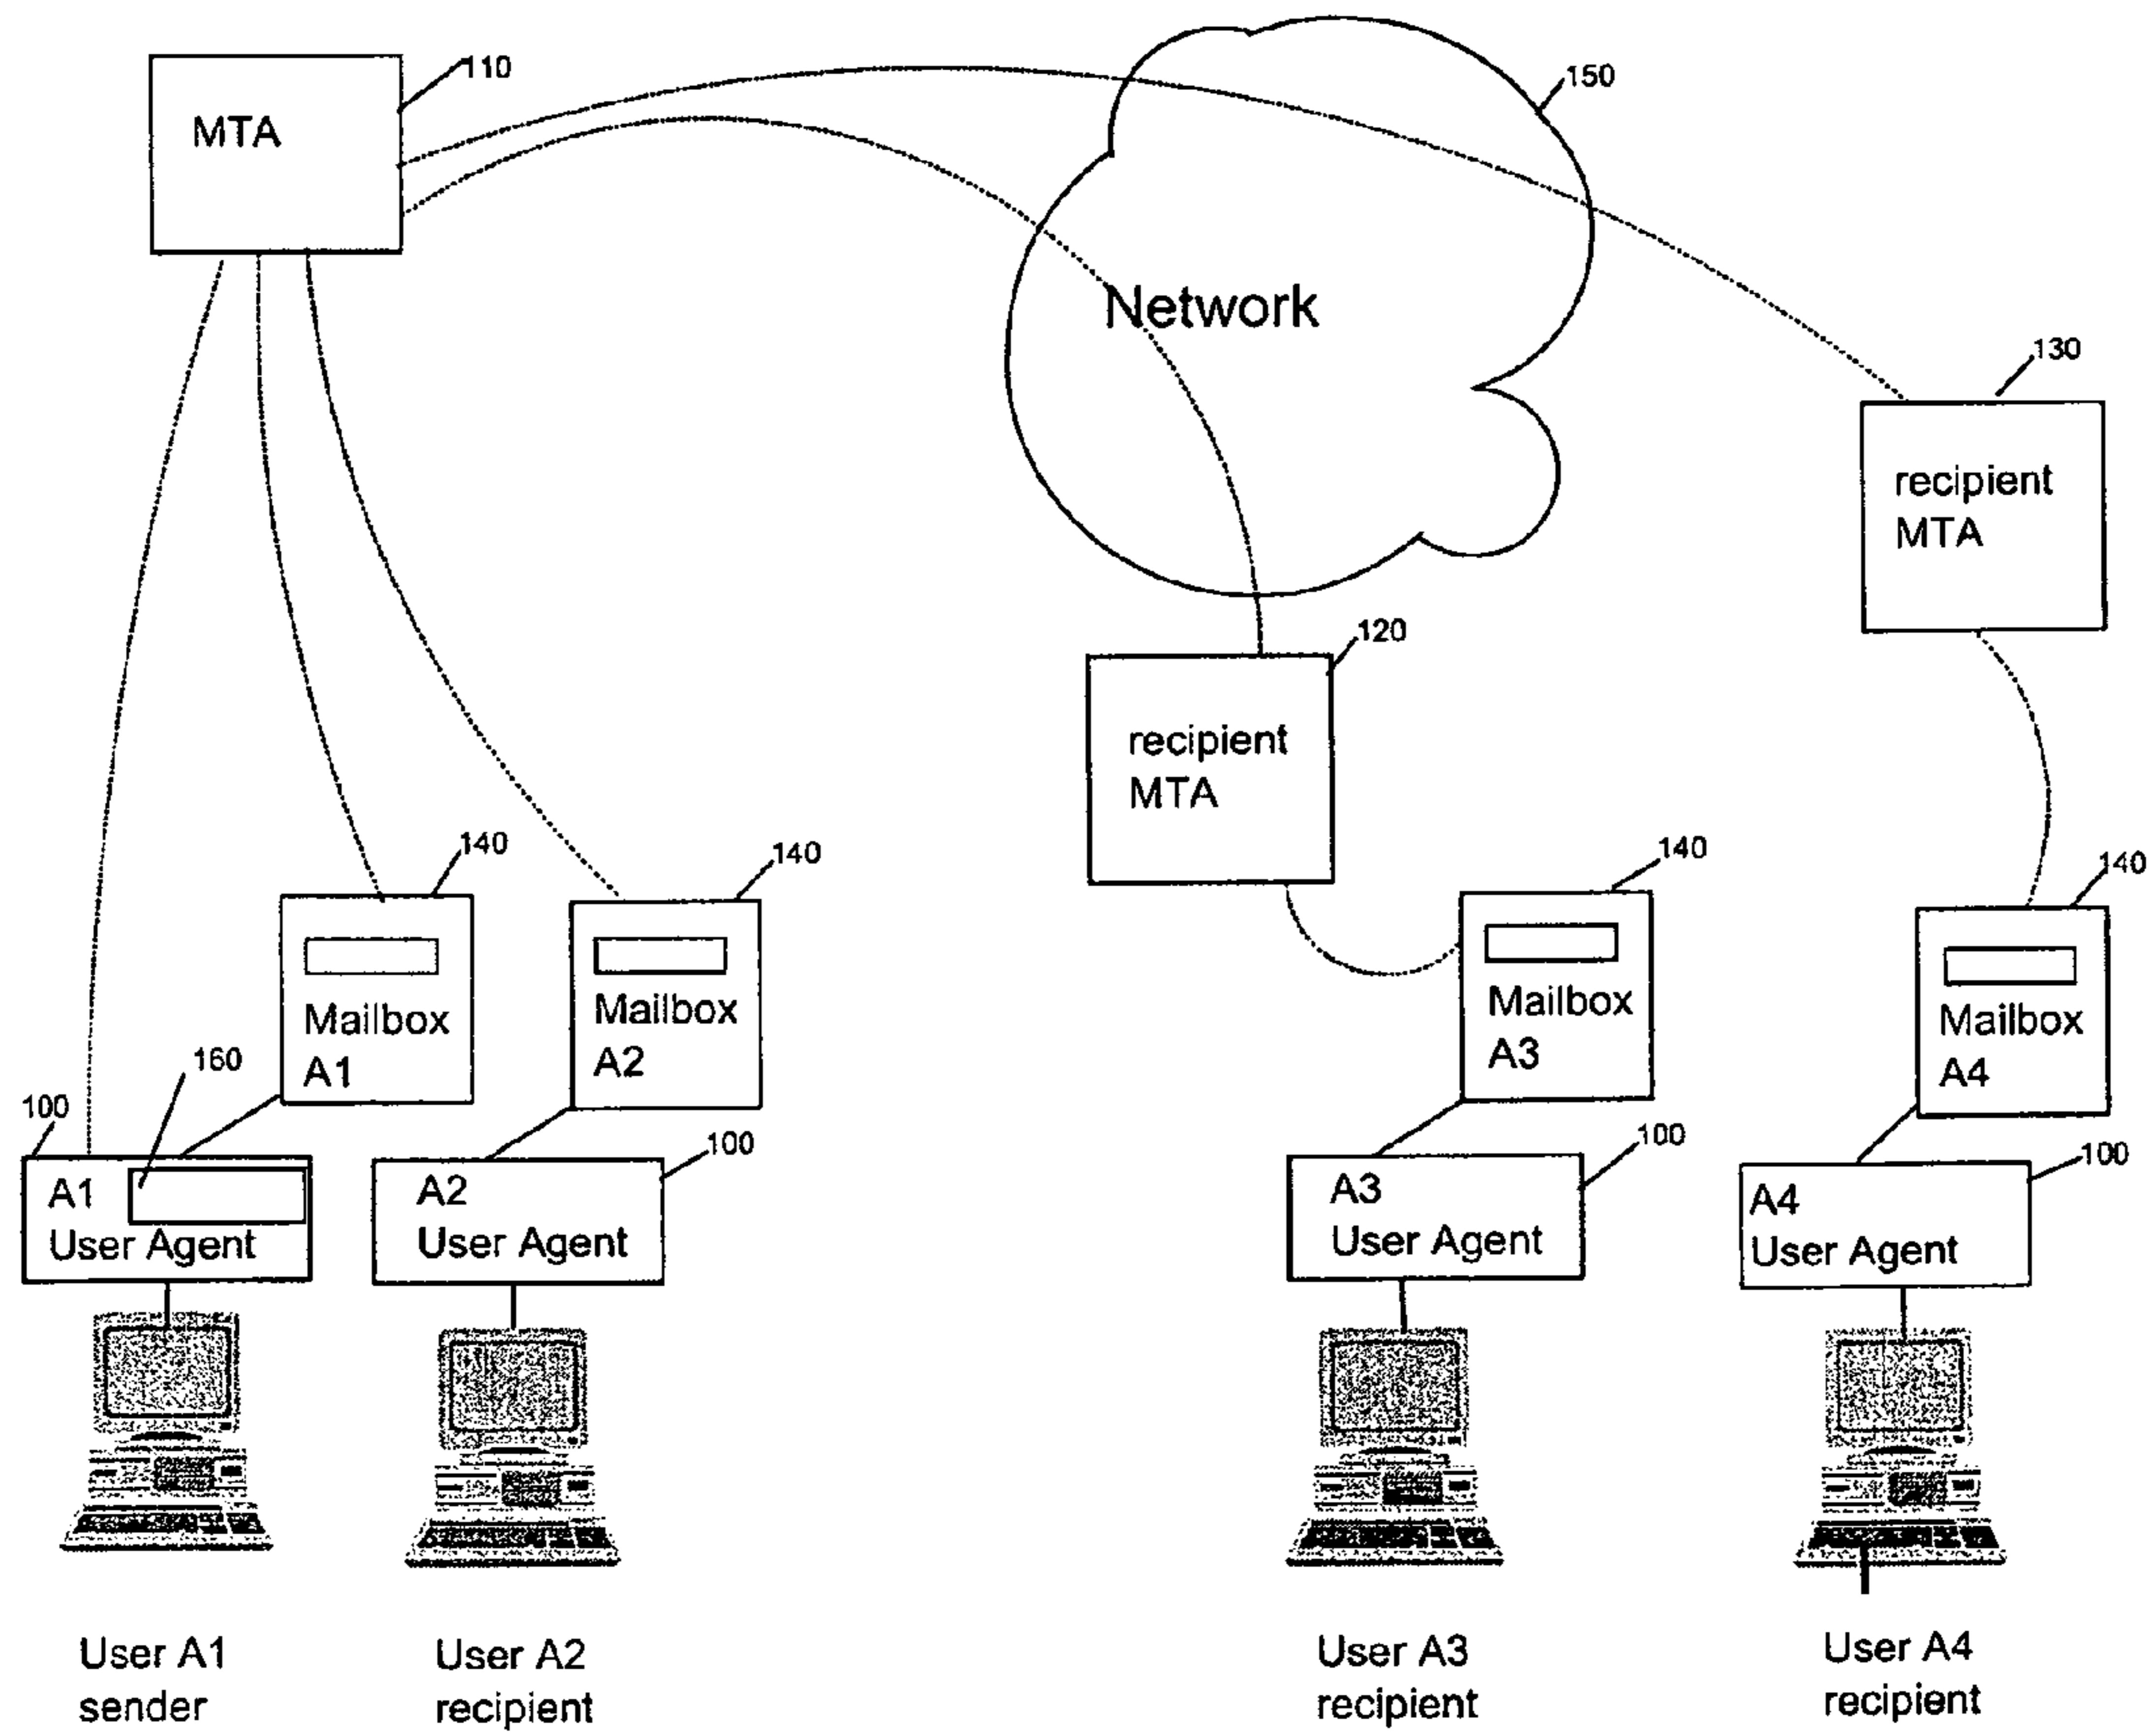 110
MTA
150
Network
130
recipient
MTA
120
recipient
MTA
140
Mailbox
A1
140
Mailbox
A2
140
Mailbox
A3
140
Mailbox
A4
160
100
A1
User Agent
100
A2
User Agent
100
A3
User Agent
100
A4
User Agent
User A1
sender
User A2
recipient
User A3
recipient
User A4
recipient